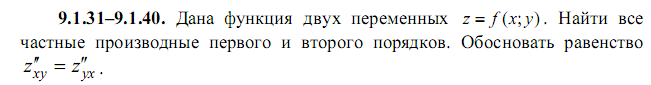 9.1.31–9.1.40. Дана функция двух переменных z = f(x; y). Найти все
частные производные первого и второго порядков. Обосновать равенство
z″xy = z″yx.